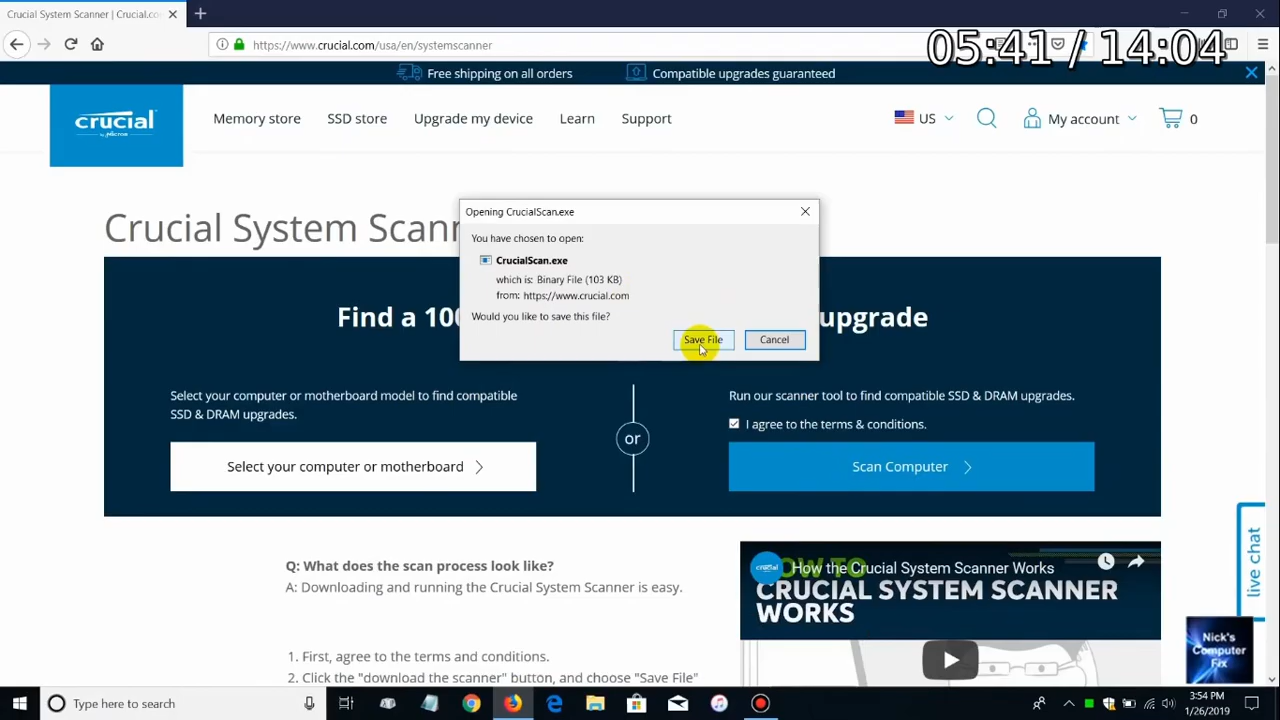 Crucial System Scanner | Crucial.co
https://www.crucial.com/usa/en/systemscanner
05:41 / 14:04
Free shipping on all orders
Compatible upgrades guaranteed
crucial
by Micron
Memory store
SSD store
Upgrade my device
Learn
Support
US
My account
0
Crucial System Scann
Opening CrucialScan.exe
You have chosen to open:
CrucialScan.exe
which is: Binary File (103 KB)
from: https://www.crucial.com
Would you like to save this file?
Save File
Cancel
Find a 100
upgrade
Select your computer or motherboard model to find compatible
SSD & DRAM upgrades.
Select your computer or motherboard
or
Run our scanner tool to find compatible SSD & DRAM upgrades.
I agree to the terms & conditions.
Scan Computer
live chat
Q: What does the scan process look like?
A: Downloading and running the Crucial System Scanner is easy.
1. First, agree to the terms and conditions.
2. Click the "download the scanner" button, and choose "Save File"
How the Crucial System Scanner Works
HOW TO
CRUCIAL SYSTEM SCANNER
WORKS
Nick's
Computer
Fix
Type here to search
3:54 PM
1/26/2019